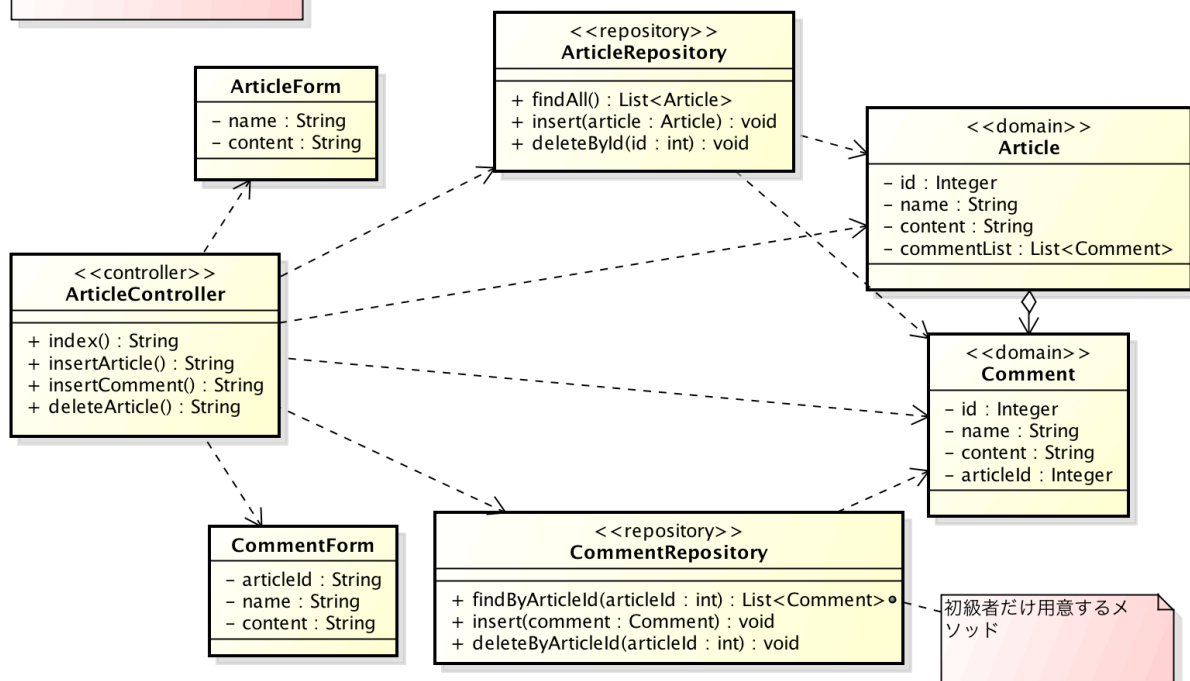 <<repository>>
ArticleRepository
+ findAll() : List<Article>
+ insert(article : Article) : void
+ deleteById(id : int) : void
ArticleForm
- name : String
- content : String
<<domain>>
Article
- id : Integer
- name : String
- content : String
- commentList : List<Comment>
<<controller>>
ArticleController
+ index() : String
+ insertArticle() : String
+ insertComment() : String
+ deleteArticle() : String
<<domain>>
Comment
- id : Integer
- name : String
- content : String
- articleId : Integer
CommentForm
- articleId : String
- name : String
- content : String
<<repository>>
CommentRepository
+ findByArticleId(articleId : int) : List<Comment>
+ insert(comment : Comment) : void
+ deleteByArticleId(articleId : int) : void
初級者だけ用意するメ
ソッド